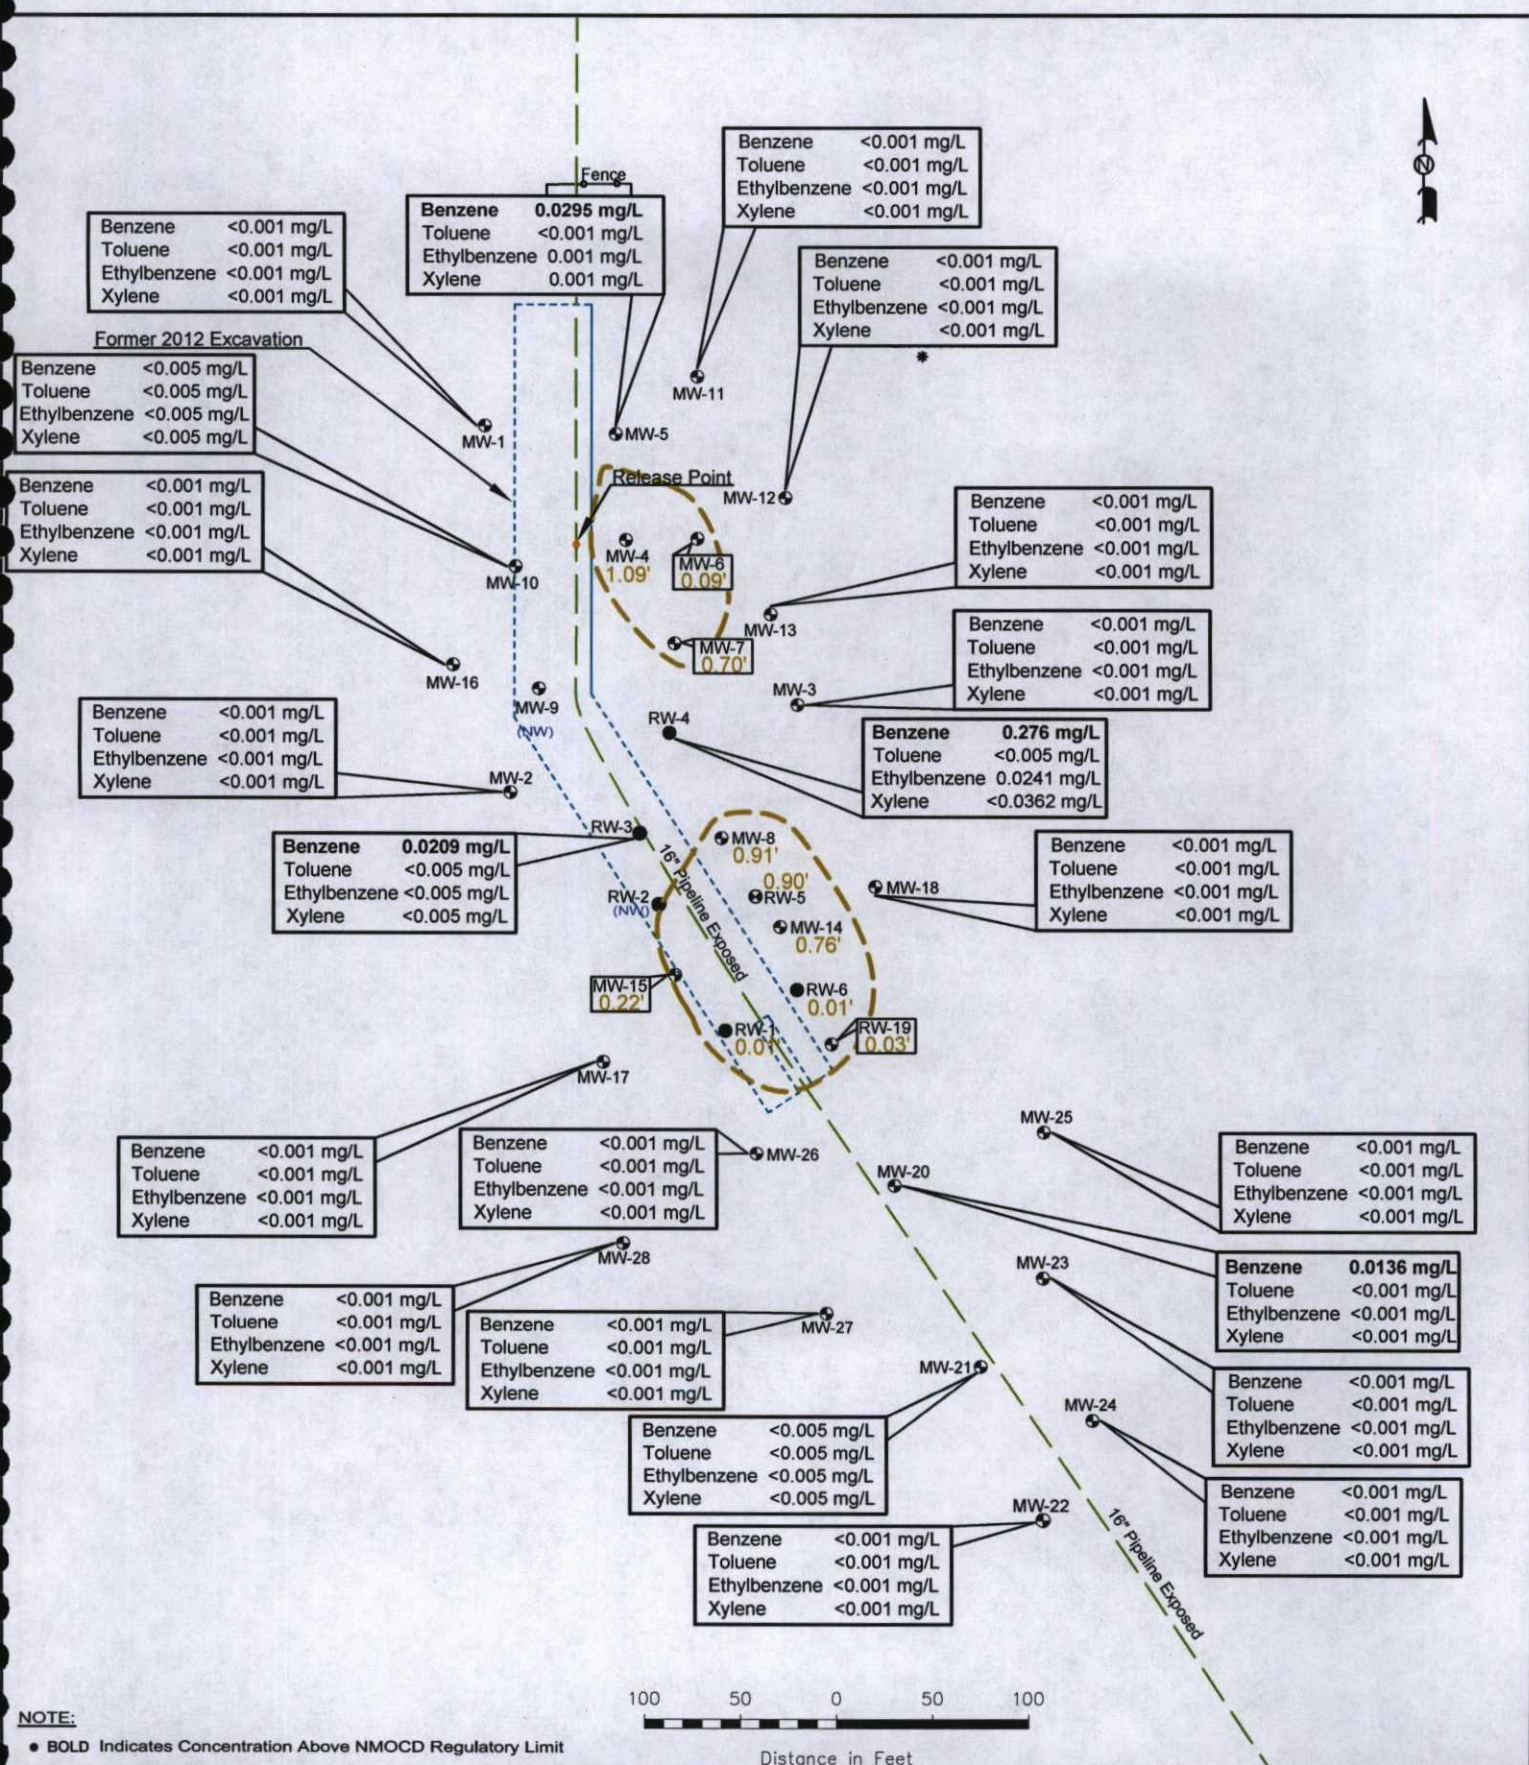 Fence
Benzene <0.001 mg/L
Toluene <0.001 mg/L
Ethylbenzene <0.001 mg/L
Xylene <0.001 mg/L
Benzene 0.0295 mg/L
Toluene <0.001 mg/L
Ethylbenzene 0.001 mg/L
Xylene 0.001 mg/L
Benzene <0.001 mg/L
Toluene <0.001 mg/L
Ethylbenzene <0.001 mg/L
Xylene <0.001 mg/L
Benzene <0.001 mg/L
Toluene <0.001 mg/L
Ethylbenzene <0.001 mg/L
Xylene <0.001 mg/L
*
Former 2012 Excavation
Benzene <0.005 mg/L
Toluene <0.005 mg/L
Ethylbenzene <0.005 mg/L
Xylene <0.005 mg/L
MW-11
MW-1
MW-5
Benzene <0.001 mg/L
Toluene <0.001 mg/L
Ethylbenzene <0.001 mg/L
Xylene <0.001 mg/L
Release Point
MW-12
Benzene <0.001 mg/L
Toluene <0.001 mg/L
Ethylbenzene <0.001 mg/L
Xylene <0.001 mg/L
MW-4
1.09'
MW-6
0.09'
MW-10
MW-13
Benzene <0.001 mg/L
Toluene <0.001 mg/L
Ethylbenzene <0.001 mg/L
Xylene <0.001 mg/L
MW-7
0.70'
MW-16
MW-3
MW-9
(NW)
RW-4
Benzene <0.001 mg/L
Toluene <0.001 mg/L
Ethylbenzene <0.001 mg/L
Xylene <0.001 mg/L
Benzene 0.276 mg/L
Toluene <0.005 mg/L
Ethylbenzene 0.0241 mg/L
Xylene <0.0362 mg/L
MW-2
RW-3
Benzene 0.0209 mg/L
Toluene <0.005 mg/L
Ethylbenzene <0.005 mg/L
Xylene <0.005 mg/L
MW-8
0.91'
16" Pipeline Exposed
0.90'
RW-5
MW-18
Benzene <0.001 mg/L
Toluene <0.001 mg/L
Ethylbenzene <0.001 mg/L
Xylene <0.001 mg/L
RW-2
(NW)
MW-14
0.76'
MW-15
0.22'
RW-6
0.01'
RW-1
0.01'
RW-19
0.03'
MW-17
MW-25
Benzene <0.001 mg/L
Toluene <0.001 mg/L
Ethylbenzene <0.001 mg/L
Xylene <0.001 mg/L
Benzene <0.001 mg/L
Toluene <0.001 mg/L
Ethylbenzene <0.001 mg/L
Xylene <0.001 mg/L
MW-26
MW-20
Benzene <0.001 mg/L
Toluene <0.001 mg/L
Ethylbenzene <0.001 mg/L
Xylene <0.001 mg/L
MW-28
MW-23
Benzene 0.0136 mg/L
Toluene <0.001 mg/L
Ethylbenzene <0.001 mg/L
Xylene <0.001 mg/L
Benzene <0.001 mg/L
Toluene <0.001 mg/L
Ethylbenzene <0.001 mg/L
Xylene <0.001 mg/L
Benzene <0.001 mg/L
Toluene <0.001 mg/L
Ethylbenzene <0.001 mg/L
Xylene <0.001 mg/L
MW-27
MW-21
MW-24
Benzene <0.001 mg/L
Toluene <0.001 mg/L
Ethylbenzene <0.001 mg/L
Xylene <0.001 mg/L
Benzene <0.005 mg/L
Toluene <0.005 mg/L
Ethylbenzene <0.005 mg/L
Xylene <0.005 mg/L
Benzene <0.001 mg/L
Toluene <0.001 mg/L
Ethylbenzene <0.001 mg/L
Xylene <0.001 mg/L
MW-22
Benzene <0.001 mg/L
Toluene <0.001 mg/L
Ethylbenzene <0.001 mg/L
Xylene <0.001 mg/L
16" Pipeline Exposed
100 50 0 50 100
Distance in Feet
NOTE:
• BOLD Indicates Concentration Above NMOCD Regulatory Limit
N